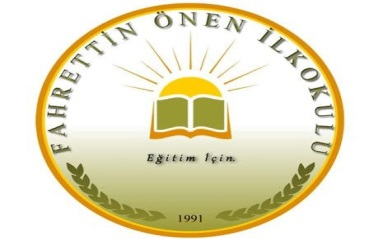 FAHRETTİN ÖNEN İLKOKULU
Eğitim İçin.
1991